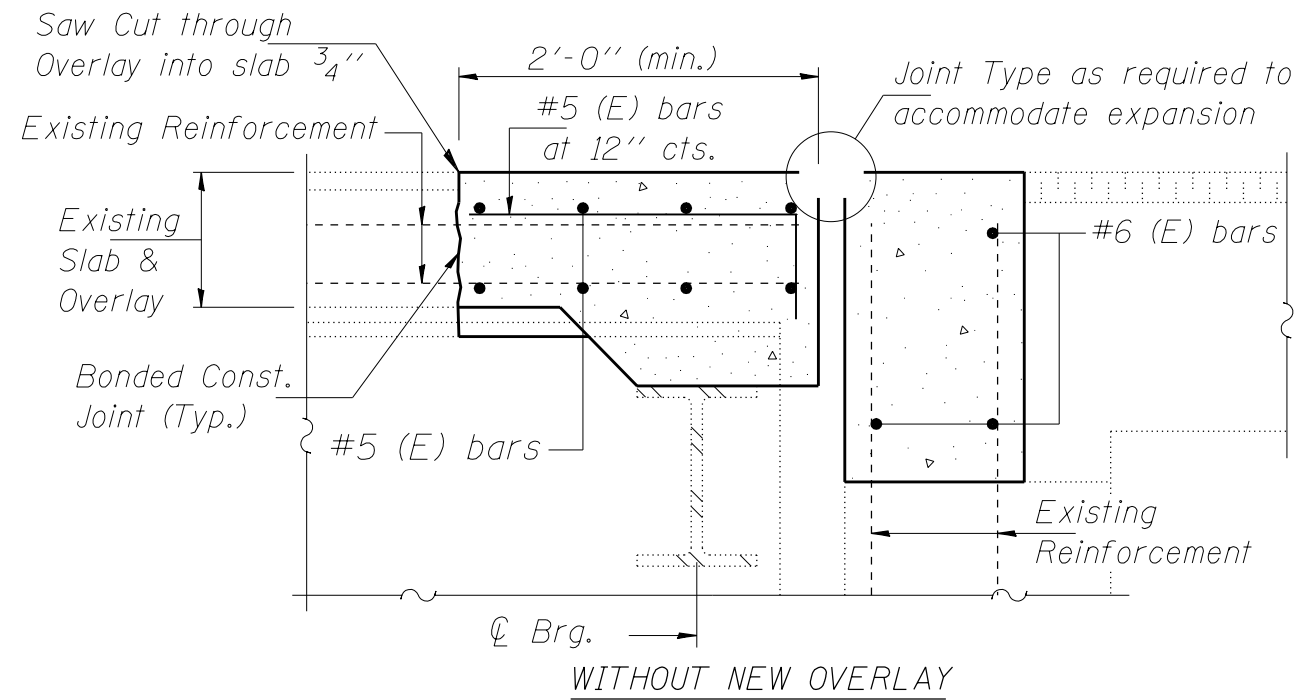 Saw Cut through
Overlay into slab 3/4''
2'-0'' (min.)
Joint Type as required to
accommodate expansion
#5 (E) bars
at 12'' cts.
Existing Reinforcement
Existing
Slab &
Overlay
#6 (E) bars
Bonded Const.
Joint (Typ.)
#5 (E) bars
Existing
Reinforcement
℄ Brg.
WITHOUT NEW OVERLAY